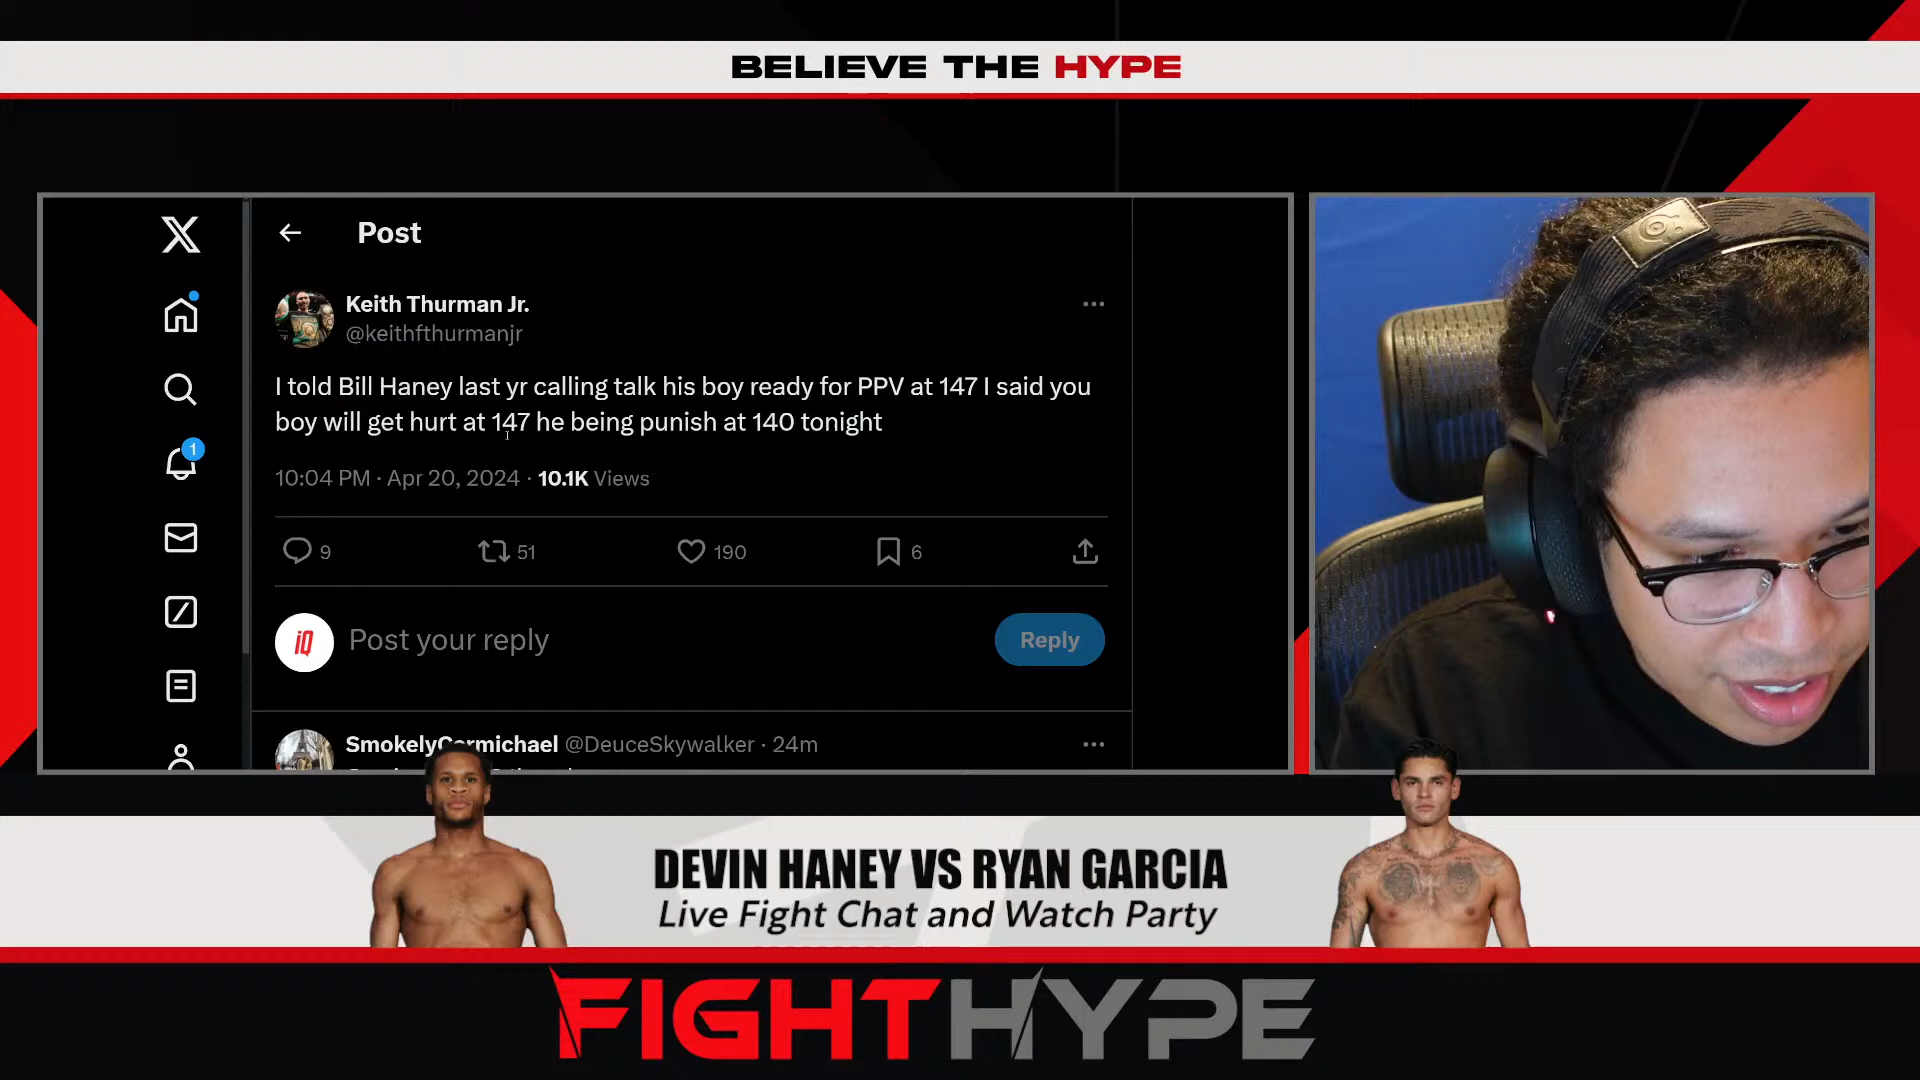 BELIEVE THE HYPE
Post
Keith Thurman Jr.
@keithfthurmanjr
I told Bill Haney last yr calling talk his boy ready for PPV at 147 I said you
boy will get hurt at 147 he being punish at 140 tonight
10:04 PM · Apr 20, 2024 · 10.1K Views
9 51 190 6
1
iQ Post your reply Reply
SmokelyCormichael @DeuceSkywalker · 24m
DEVIN HANEY VS RYAN GARCIA
Live Fight Chat and Watch Party
FIGHTHYPE